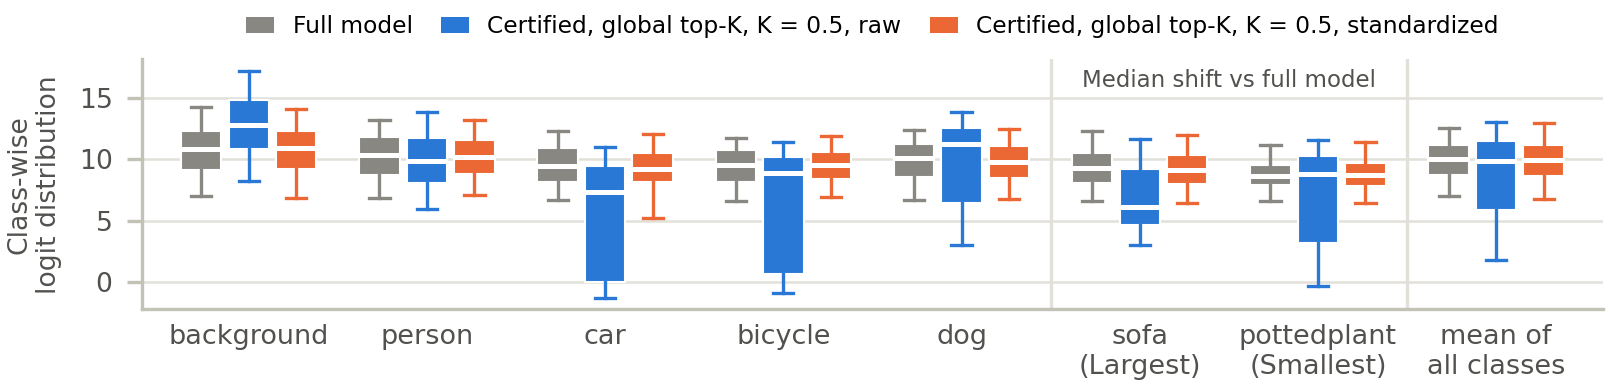 Full model
Certified, global top-K, K = 0.5, raw
Certified, global top-K, K = 0.5, standardized
Class-wise
logit distribution
15
10
5
0
Median shift vs full model
background
person
car
bicycle
dog
sofa
(Largest)
pottedplant
(Smallest)
mean of
all classes